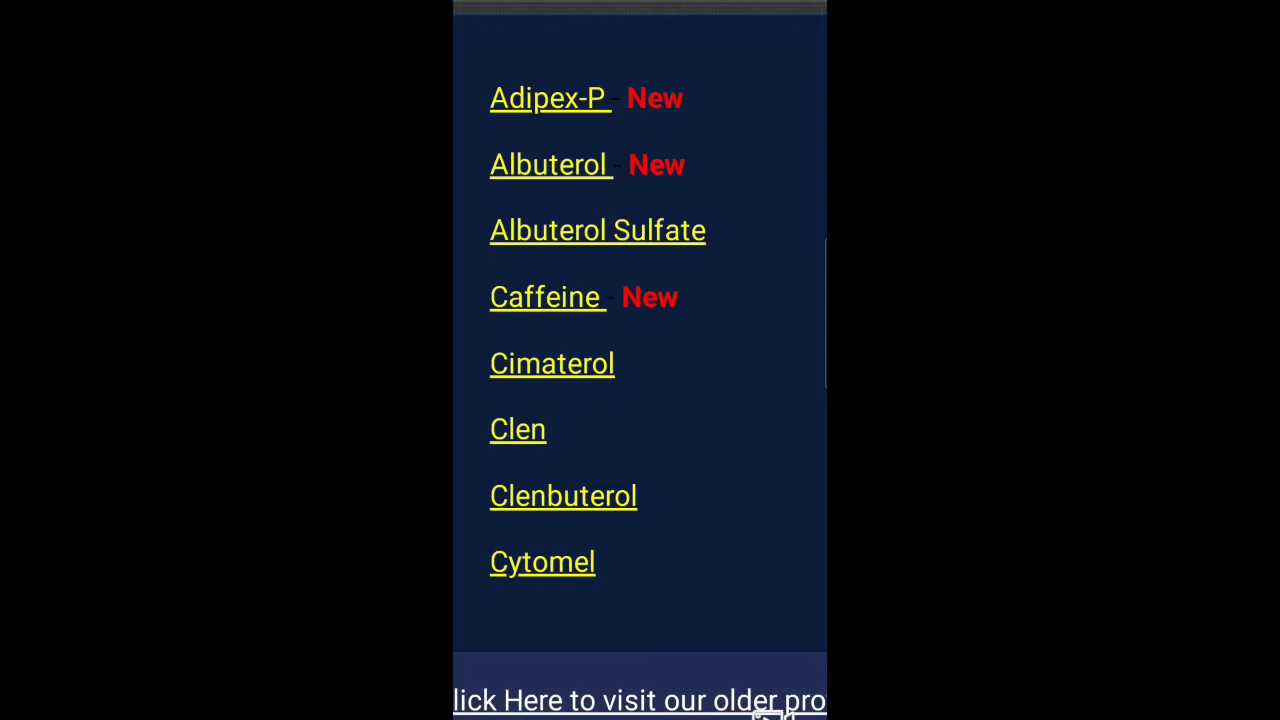 Adipex-P - New
Albuterol - New
Albuterol Sulfate
Caffeine - New
Cimaterol
Clen
Clenbuterol
Cytomel
lick Here to visit our older pro